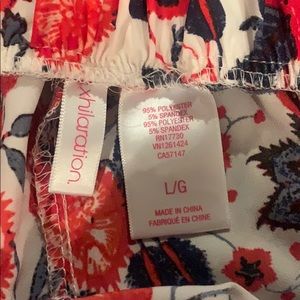 xhilaration.
95% POLYESTER
5% SPANDEX
95% POLYESTER
5% SPANDEX
RN17730
VN1261424
CA57147
L/G
MADE IN CHINA
FABRIQUÉ EN CHINE